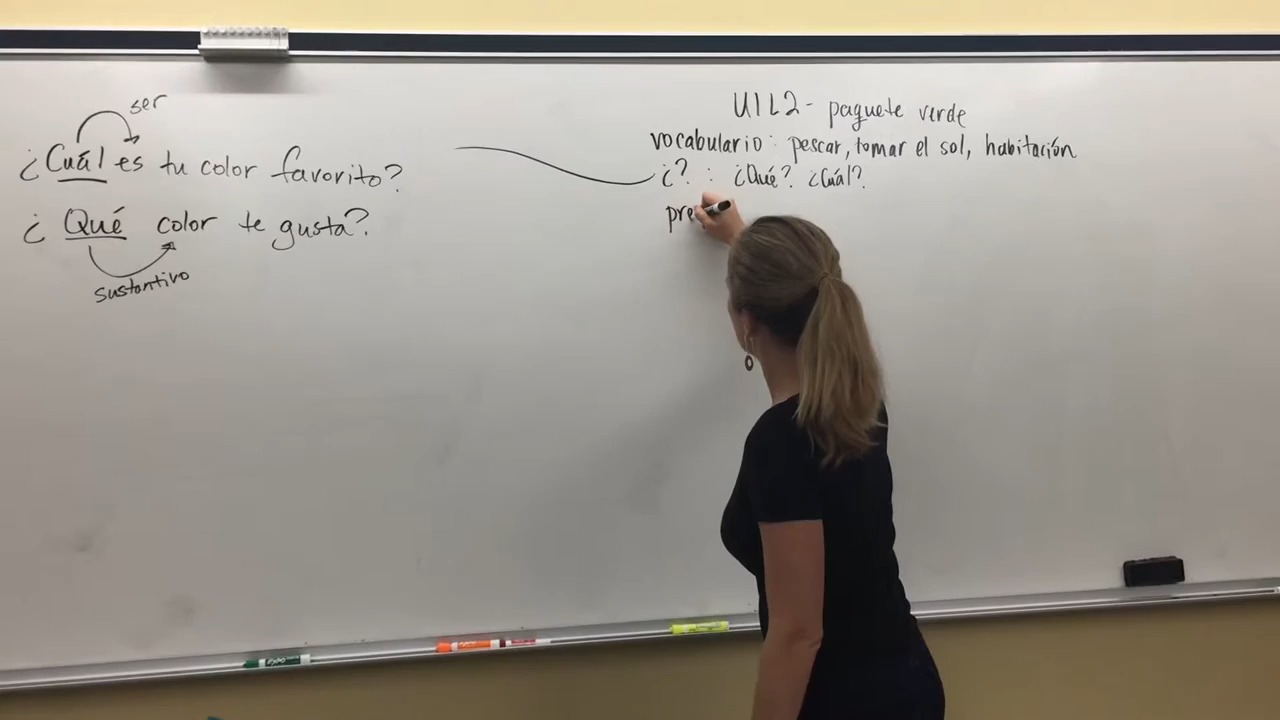 ser
¿Cuál es tu color favorito?
¿Qué color te gusta?
sustantivo
U1L2 - paquete verde
vocabulario: pescar, tomar el sol, habitación
¿? : ¿Qué? ¿Cuál?
pre
EXPO